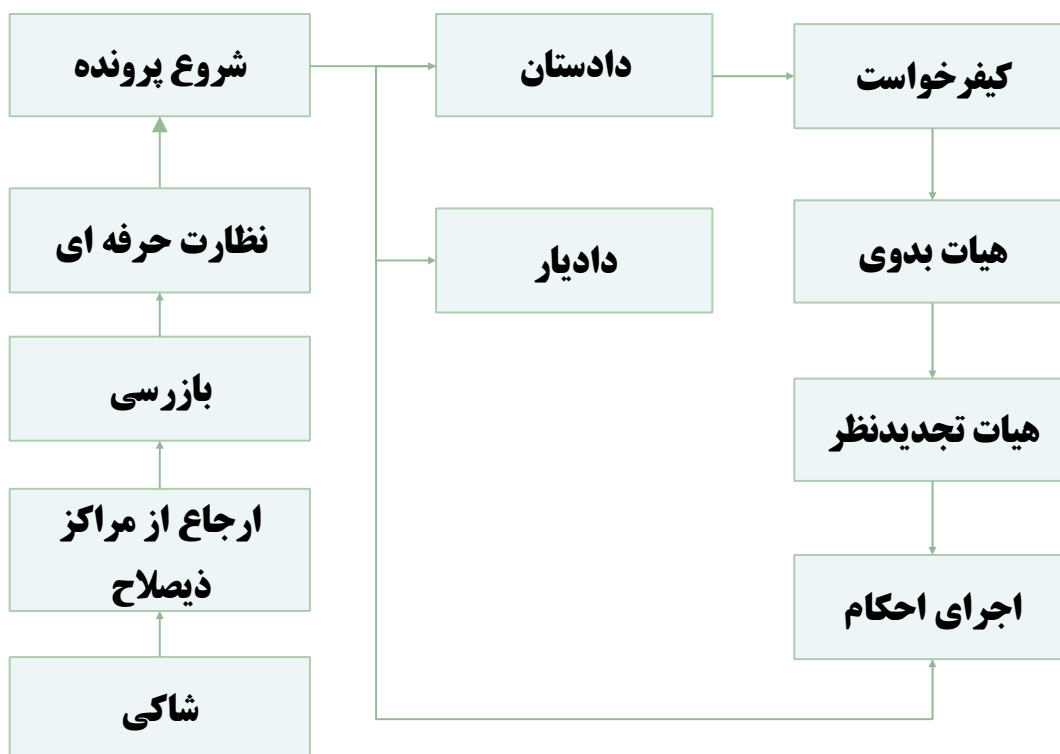 شروع پرونده
دادستان
کیفرخواست
نظارت حرفه ای
دادیار
هیات بدوی
بازرسی
هیات تجدیدنظر
ارجاع از مراکز
ذیصلاح
اجرای احکام
شاکی